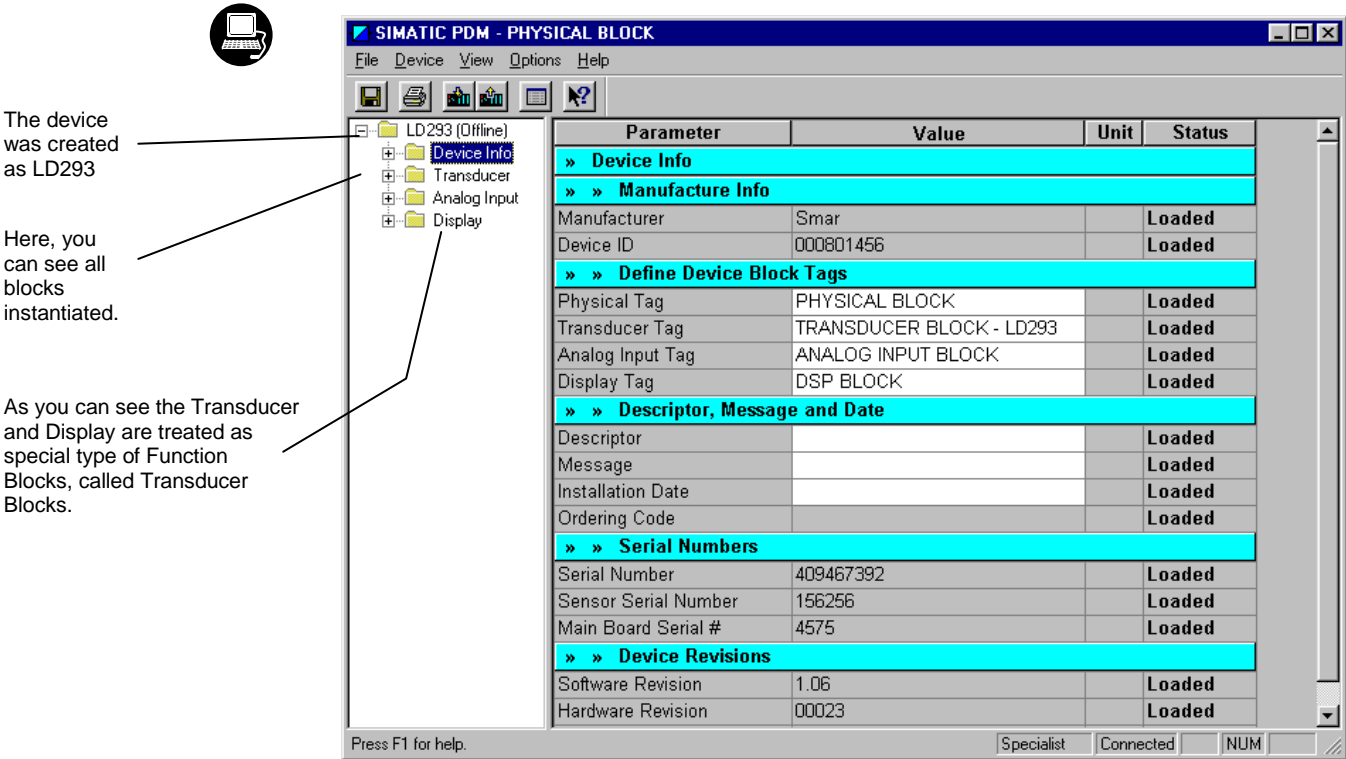 SIMATIC PDM - PHYSICAL BLOCK
File Device View Options Help
The device
was created
as LD293
Here, you
can see all
blocks
instantiated.
As you can see the Transducer
and Display are treated as
special type of Function
Blocks, called Transducer
Blocks.
LD293 (Offline)
Device Info
Transducer
Analog Input
Display
Parameter Value Unit Status
» Device Info
» » Manufacture Info
Manufacturer Smar Loaded
Device ID 000801456 Loaded
» » Define Device Block Tags
Physical Tag PHYSICAL BLOCK Loaded
Transducer Tag TRANSDUCER BLOCK - LD293 Loaded
Analog Input Tag ANALOG INPUT BLOCK Loaded
Display Tag DSP BLOCK Loaded
» » Descriptor, Message and Date
Descriptor Loaded
Message Loaded
Installation Date Loaded
Ordering Code Loaded
» » Serial Numbers
Serial Number 409467392 Loaded
Sensor Serial Number 156256 Loaded
Main Board Serial # 4575 Loaded
» » Device Revisions
Software Revision 1.06 Loaded
Hardware Revision 00023 Loaded
Press F1 for help. Specialist Connected NUM